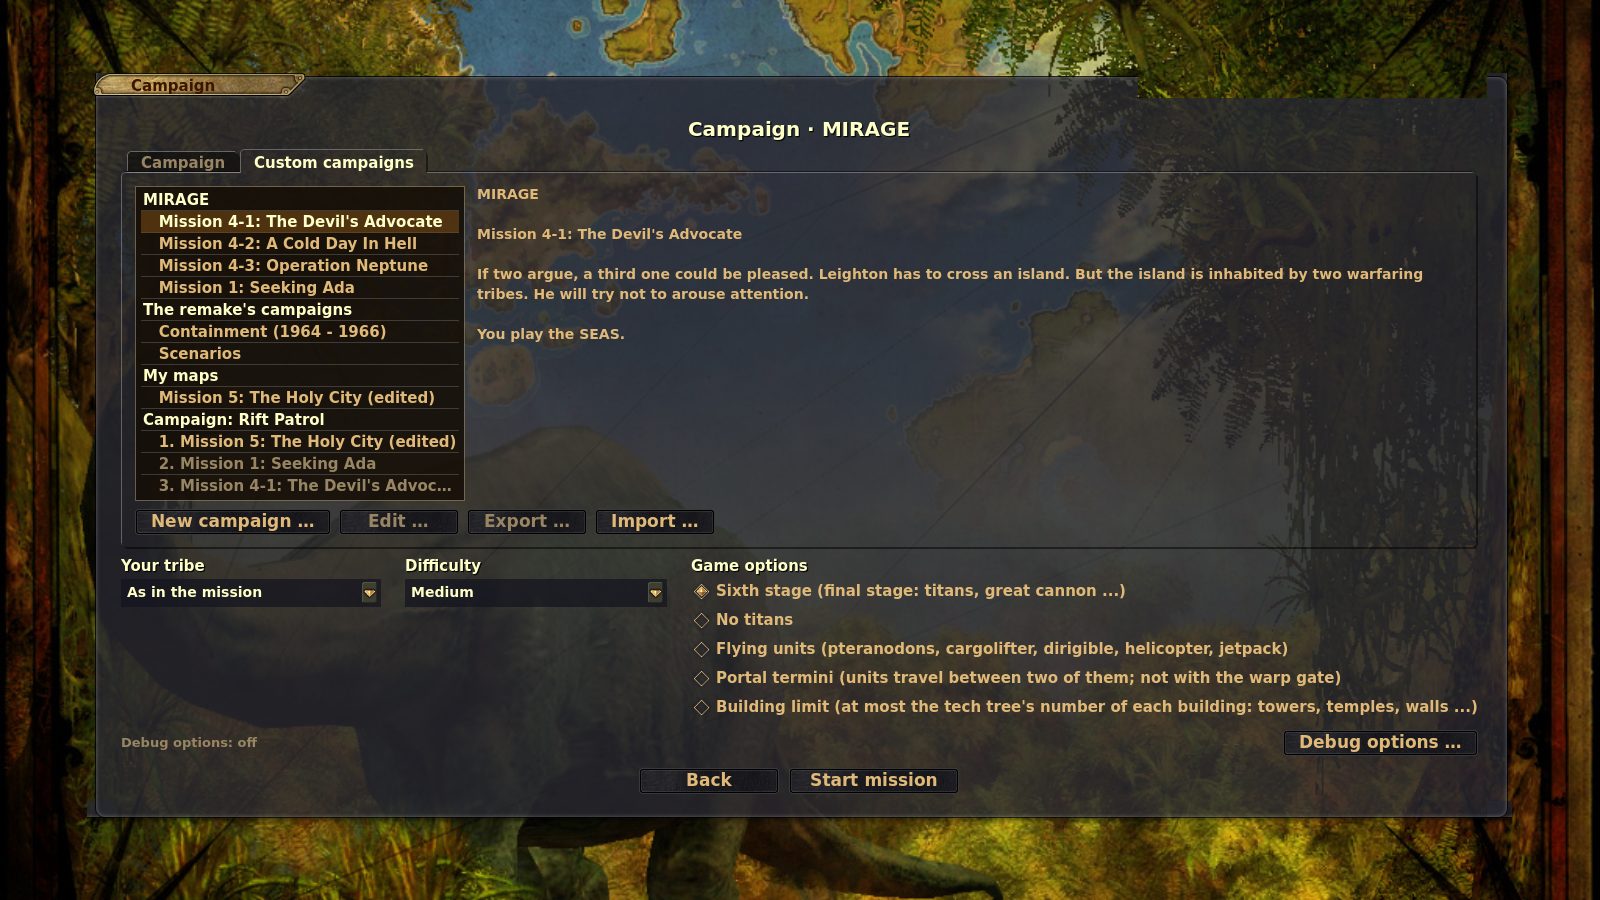 Campaign
Campaign · MIRAGE
Campaign
Custom campaigns
MIRAGE
Mission 4-1: The Devil's Advocate
Mission 4-2: A Cold Day In Hell
Mission 4-3: Operation Neptune
Mission 1: Seeking Ada
The remake's campaigns
Containment (1964 - 1966)
Scenarios
My maps
Mission 5: The Holy City (edited)
Campaign: Rift Patrol
1. Mission 5: The Holy City (edited)
2. Mission 1: Seeking Ada
3. Mission 4-1: The Devil's Advoc...
MIRAGE
Mission 4-1: The Devil's Advocate
If two argue, a third one could be pleased. Leighton has to cross an island. But the island is inhabited by two warfaring
tribes. He will try not to arouse attention.
You play the SEAS.
New campaign ...
Edit ...
Export ...
Import ...
Your tribe
As in the mission
Difficulty
Medium
Game options
Sixth stage (final stage: titans, great cannon ...)
No titans
Flying units (pteranodons, cargolifter, dirigible, helicopter, jetpack)
Portal termini (units travel between two of them; not with the warp gate)
Building limit (at most the tech tree's number of each building: towers, temples, walls ...)
Debug options: off
Debug options ...
Back
Start mission